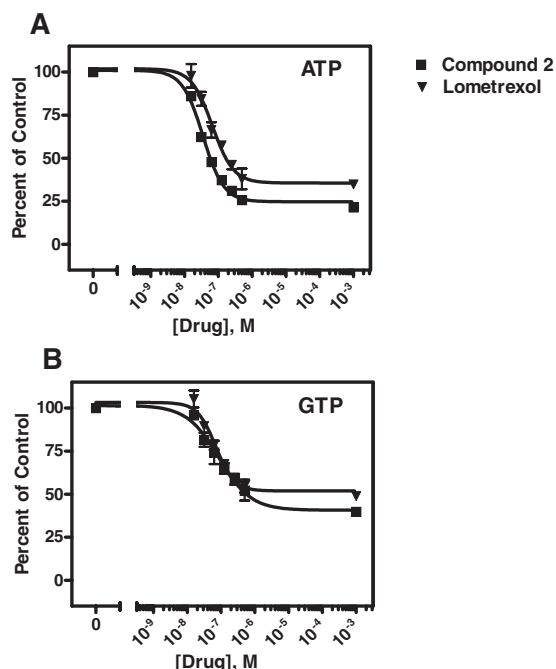 A
ATP
Compound 2
Lometrexol
Percent of Control
100
75
50
25
0
0 10-9 10-8 10-7 10-6 10-5 10-4 10-3
[Drug], M
B
GTP
Percent of Control
100
75
50
25
0
0 10-9 10-8 10-7 10-6 10-5 10-4 10-3
[Drug], M